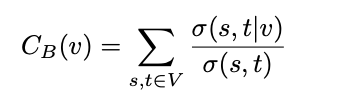 $$C_B(v) = \sum_{s,t \in V} \frac{\sigma(s,t|v)}{\sigma(s,t)}$$